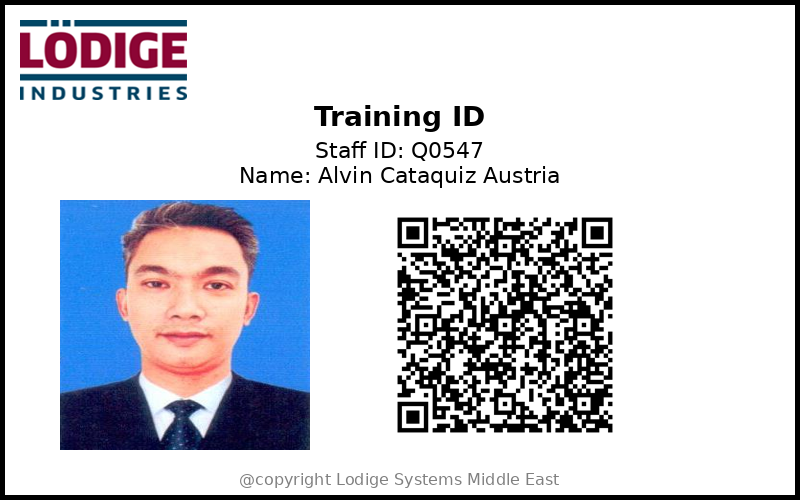 LÖDIGE
INDUSTRIES
Training ID
Staff ID: Q0547
Name: Alvin Cataquiz Austria
@copyright Lodige Systems Middle East